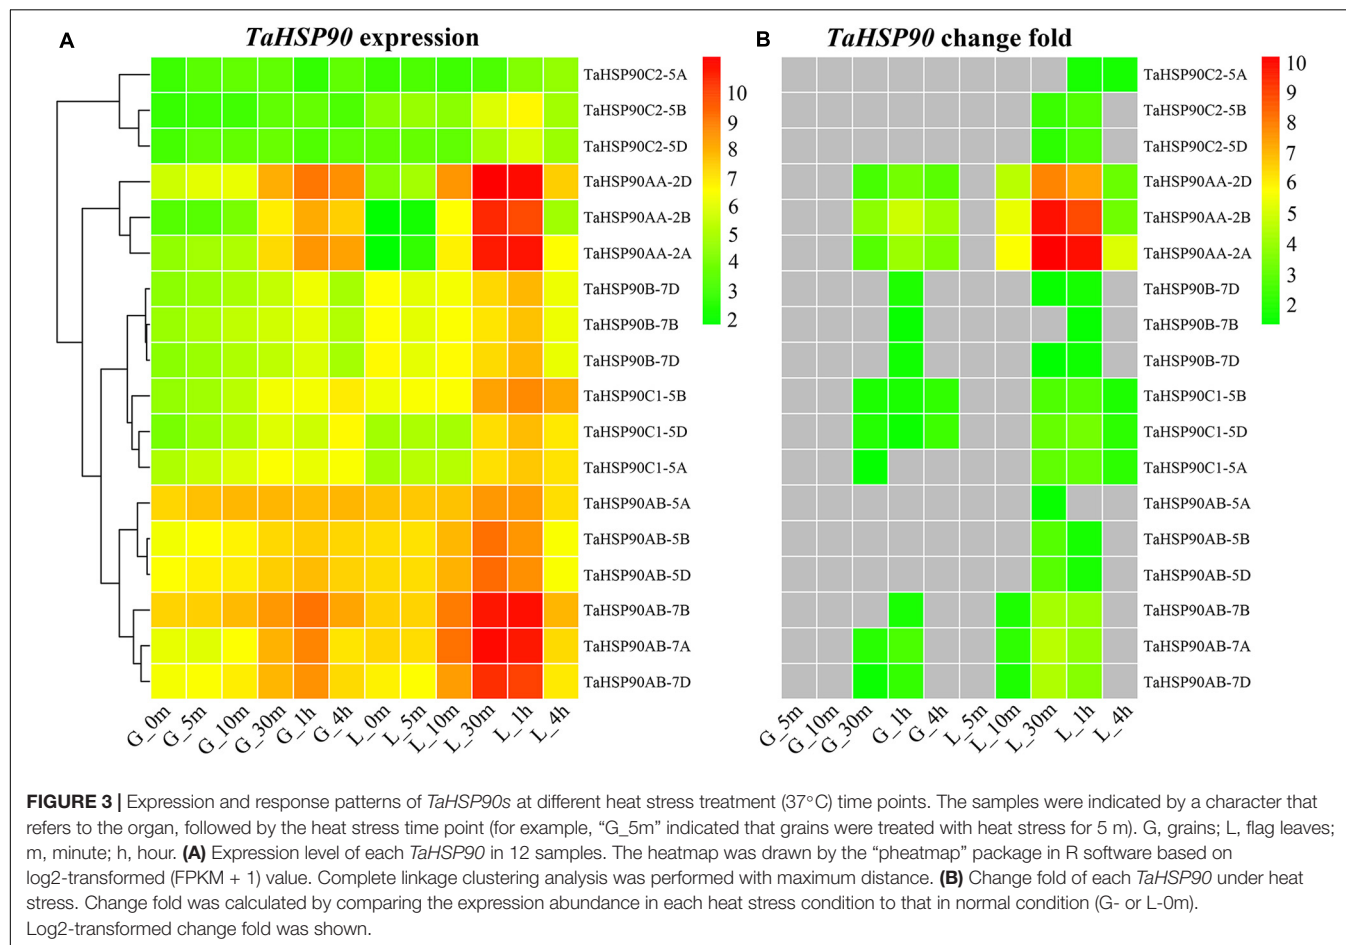 A
TaHSP90 expression
TaHSP90C2-5A
TaHSP90C2-5B
TaHSP90C2-5D
TaHSP90AA-2D
TaHSP90AA-2B
TaHSP90AA-2A
TaHSP90B-7D
TaHSP90B-7B
TaHSP90B-7D
TaHSP90C1-5B
TaHSP90C1-5D
TaHSP90C1-5A
TaHSP90AB-5A
TaHSP90AB-5B
TaHSP90AB-5D
TaHSP90AB-7B
TaHSP90AB-7A
TaHSP90AB-7D
10
9
8
7
6
5
4
3
2
G_0m
G_5m
G_10m
G_30m
G_1h
G_4h
L_0m
L_5m
L_10m
L_30m
L_1h
L_4h
B
TaHSP90 change fold
TaHSP90C2-5A
TaHSP90C2-5B
TaHSP90C2-5D
TaHSP90AA-2D
TaHSP90AA-2B
TaHSP90AA-2A
TaHSP90B-7D
TaHSP90B-7B
TaHSP90B-7D
TaHSP90C1-5B
TaHSP90C1-5D
TaHSP90C1-5A
TaHSP90AB-5A
TaHSP90AB-5B
TaHSP90AB-5D
TaHSP90AB-7B
TaHSP90AB-7A
TaHSP90AB-7D
10
9
8
7
6
5
4
3
2
G_5m
G_10m
G_30m
G_1h
G_4h
L_5m
L_10m
L_30m
L_1h
L_4h
FIGURE 3 | Expression and response patterns of TaHSP90s at different heat stress treatment (37°C) time points. The samples were indicated by a character that
refers to the organ, followed by the heat stress time point (for example, “G_5m” indicated that grains were treated with heat stress for 5 m). G, grains; L, flag leaves;
m, minute; h, hour. (A) Expression level of each TaHSP90 in 12 samples. The heatmap was drawn by the “pheatmap” package in R software based on
log2-transformed (FPKM + 1) value. Complete linkage clustering analysis was performed with maximum distance. (B) Change fold of each TaHSP90 under heat
stress. Change fold was calculated by comparing the expression abundance in each heat stress condition to that in normal condition (G- or L-0m).
Log2-transformed change fold was shown.